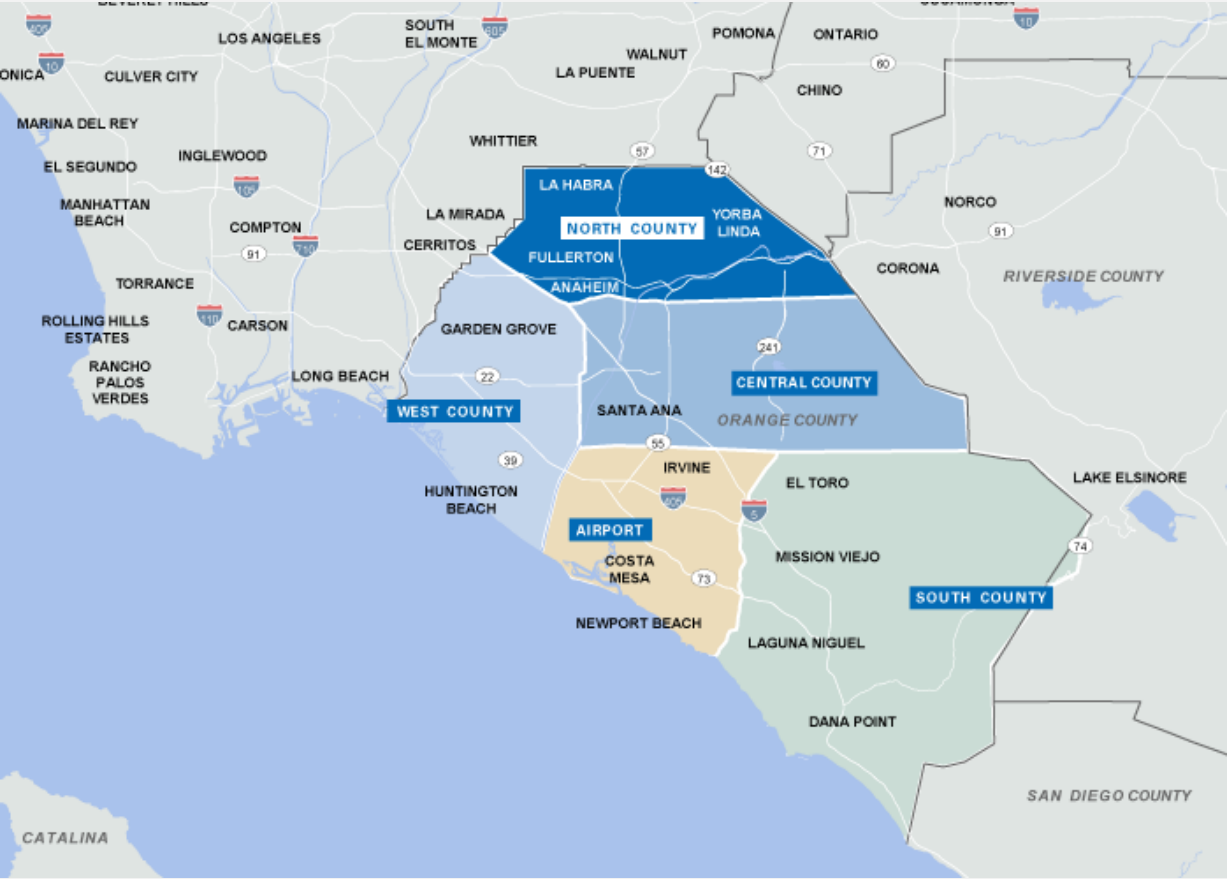 BEVERLY HILLS
405
LOS ANGELES
SOUTH
EL MONTE
605
POMONA
ONTARIO
10
WALNUT
60
ONICA
10
CULVER CITY
LA PUENTE
CHINO
MARINA DEL REY
WHITTIER
57
71
EL SEGUNDO
INGLEWOOD
142
105
LA HABRA
MANHATTAN
BEACH
NORCO
LA MIRADA
YORBA
LINDA
COMPTON
NORTH COUNTY
91
710
CERRITOS
91
FULLERTON
CORONA
RIVERSIDE COUNTY
TORRANCE
ANAHEIM
110
CARSON
ROLLING HILLS
ESTATES
GARDEN GROVE
241
RANCHO
PALOS
VERDES
LONG BEACH
22
CENTRAL COUNTY
WEST COUNTY
SANTA ANA
ORANGE COUNTY
55
39
IRVINE
EL TORO
LAKE ELSINORE
HUNTINGTON
BEACH
405
5
AIRPORT
74
COSTA
MESA
MISSION VIEJO
73
SOUTH COUNTY
NEWPORT BEACH
LAGUNA NIGUEL
DANA POINT
SAN DIEGO COUNTY
CATALINA